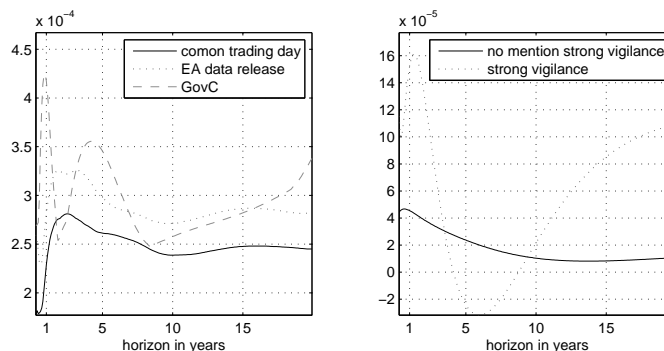 x 10⁻⁴
4.5
4
3.5
3
2.5
2
1 5 10 15
horizon in years
comon trading day
EA data release
GovC
x 10⁻⁵
16
14
12
10
8
6
4
2
0
−2
1 5 10 15
horizon in years
no mention strong vigilance
strong vigilance